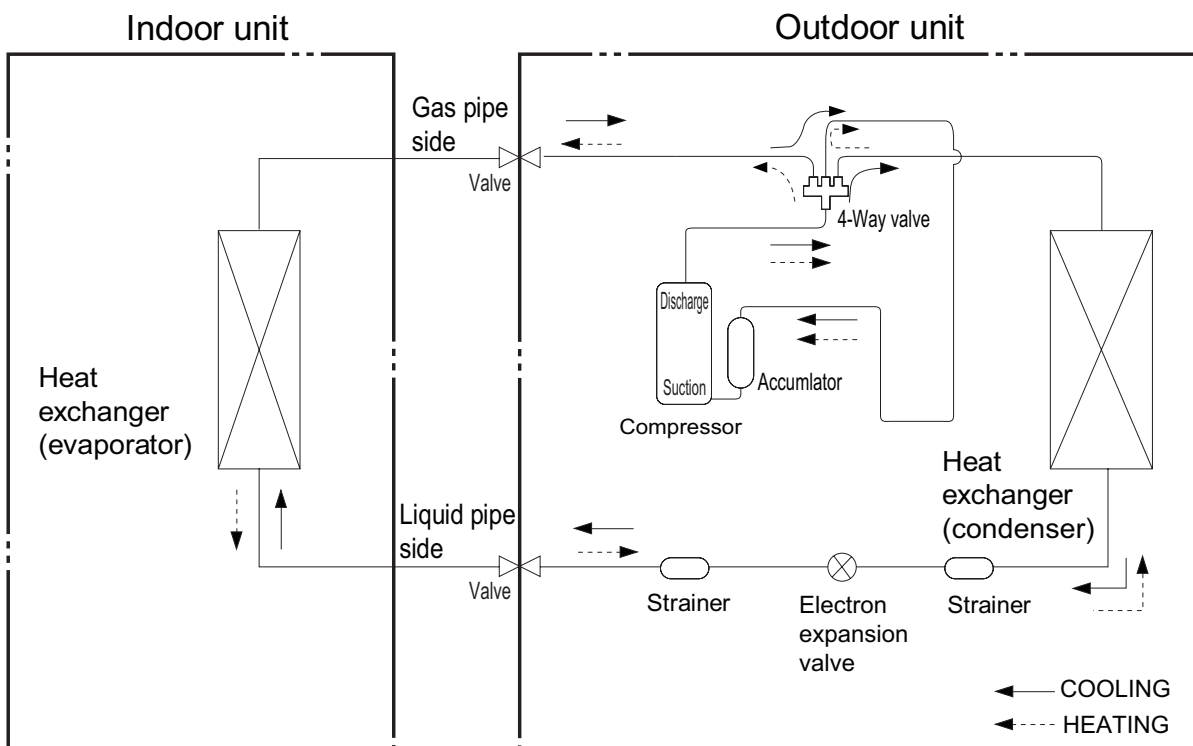 Indoor unit
Outdoor unit
Gas pipe
side
Valve
4-Way valve
Discharge
Suction
Accumlator
Compressor
Heat
exchanger
(evaporator)
Heat
exchanger
(condenser)
Liquid pipe
side
Valve
Strainer
Electron
expansion
valve
Strainer
COOLING
HEATING